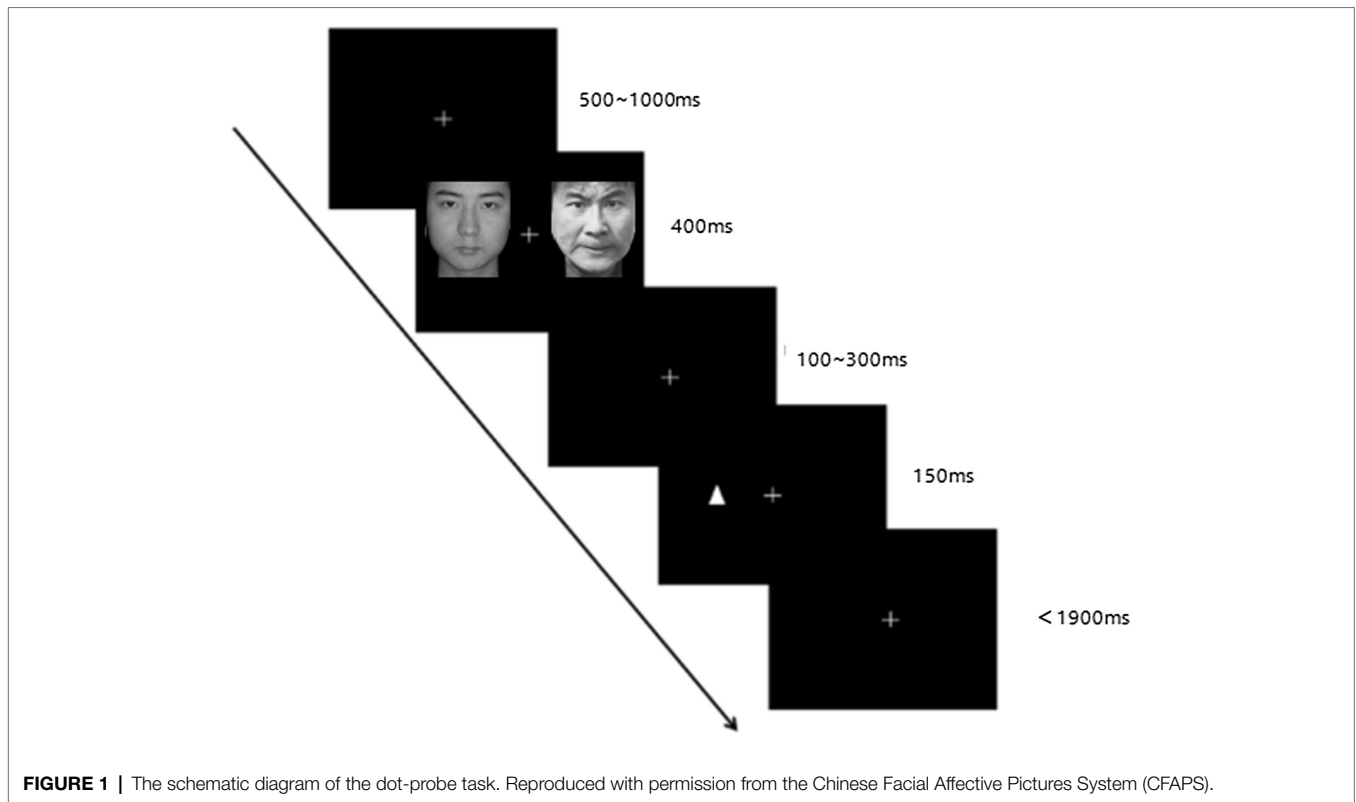 500~1000ms
400ms
100~300ms
150ms
<1900ms
FIGURE 1 | The schematic diagram of the dot-probe task. Reproduced with permission from the Chinese Facial Affective Pictures System (CFAPS).